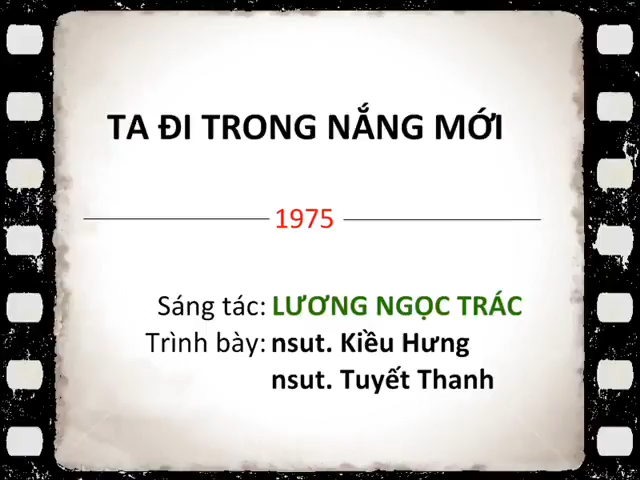 TA ĐI TRONG NẮNG MỚI
1975
Sáng tác: LƯƠNG NGỌC TRÁC
Trình bày: nsut. Kiều Hưng
nsut. Tuyết Thanh